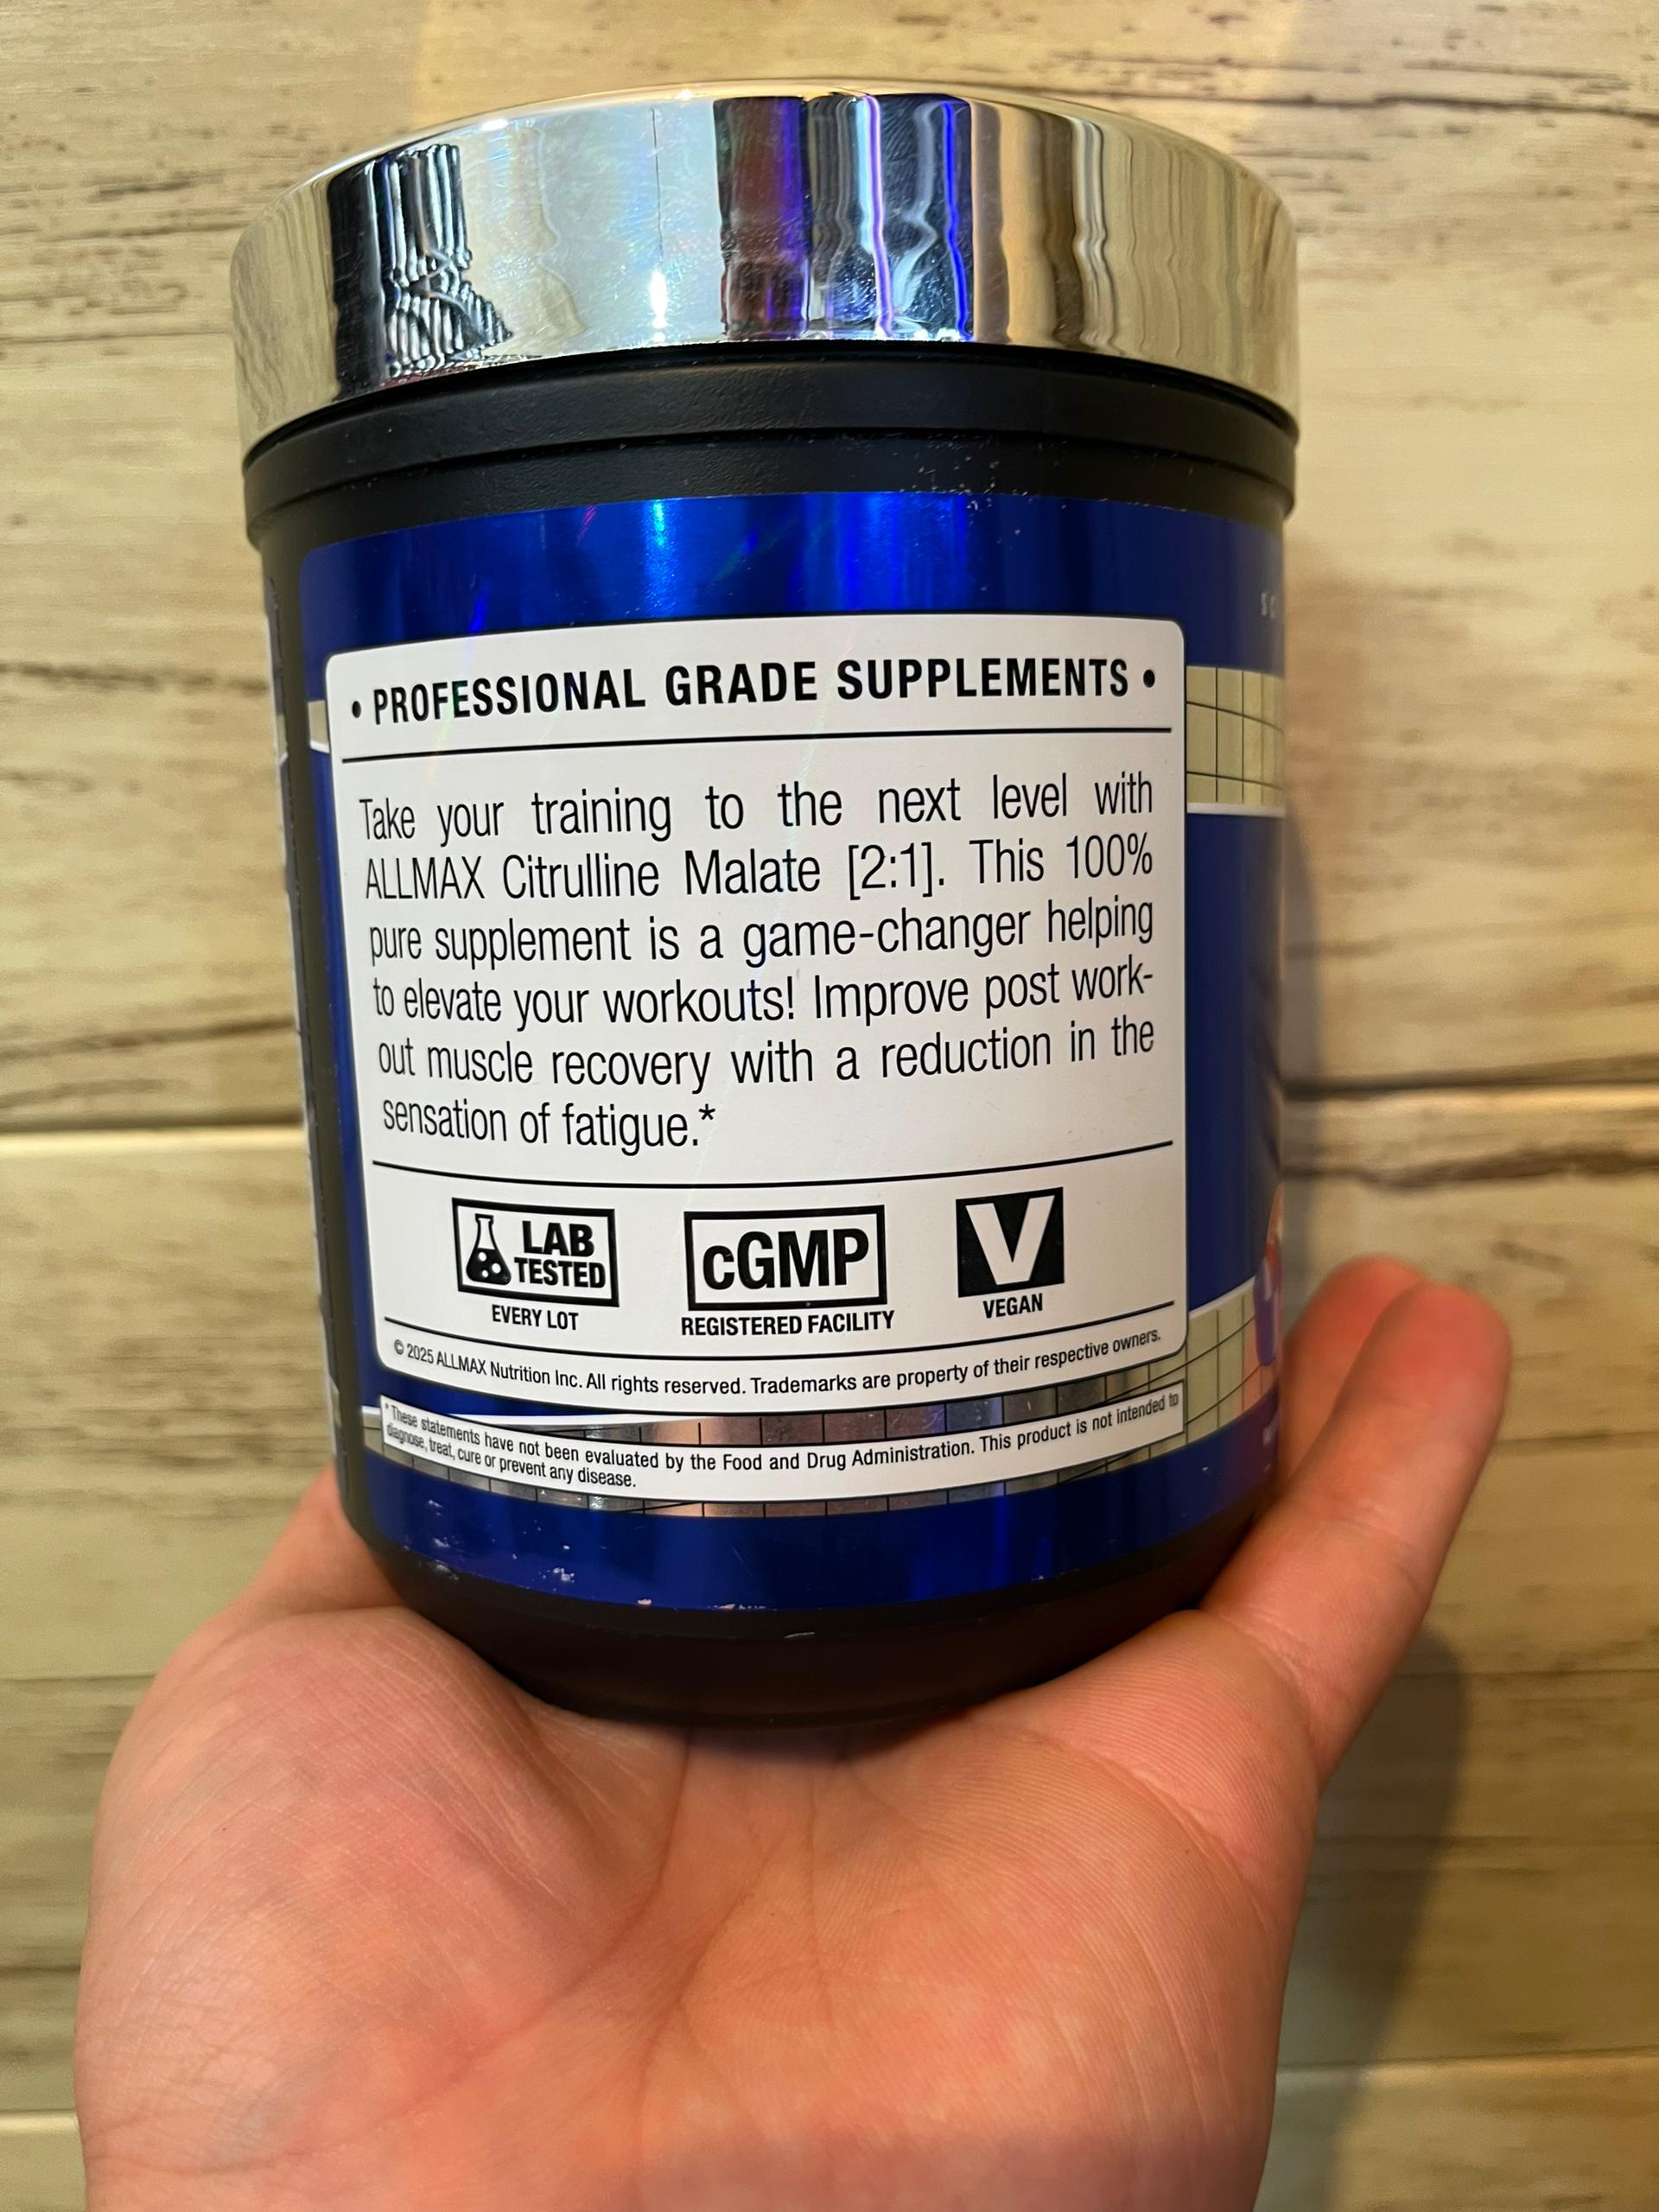 • PROFESSIONAL GRADE SUPPLEMENTS •
Take your training to the next level with
ALLMAX Citrulline Malate [2:1]. This 100%
pure supplement is a game-changer helping
to elevate your workouts! Improve post work-
out muscle recovery with a reduction in the
sensation of fatigue.*
LAB
TESTED
EVERY LOT
cGMP
REGISTERED FACILITY
V
VEGAN
© 2025 ALLMAX Nutrition Inc. All rights reserved. Trademarks are property of their respective owners.
*These statements have not been evaluated by the Food and Drug Administration. This product is not intended to
diagnose, treat, cure or prevent any disease.